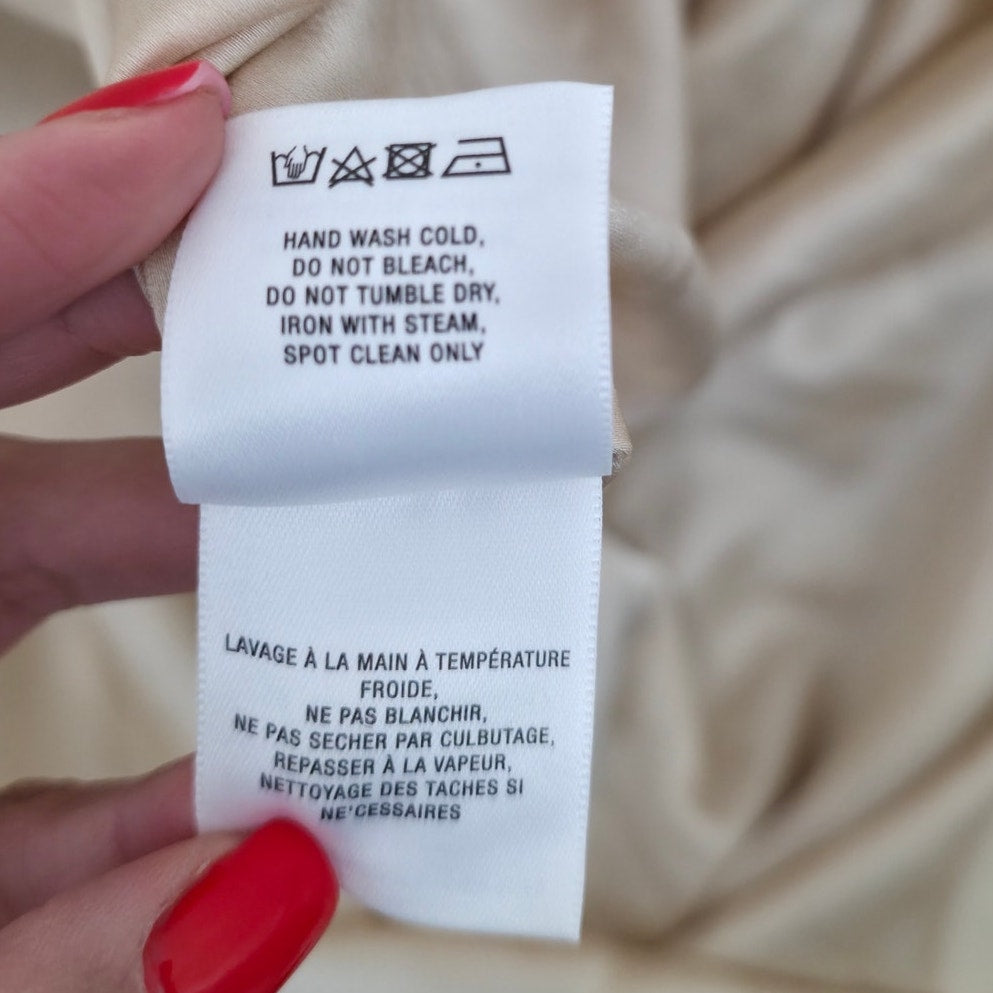 HAND WASH COLD,
DO NOT BLEACH,
DO NOT TUMBLE DRY,
IRON WITH STEAM,
SPOT CLEAN ONLY
LAVAGE À LA MAIN À TEMPÉRATURE
FROIDE,
NE PAS BLANCHIR,
NE PAS SECHER PAR CULBUTAGE,
REPASSER À LA VAPEUR,
NETTOYAGE DES TACHES SI
NE'CESSAIRES